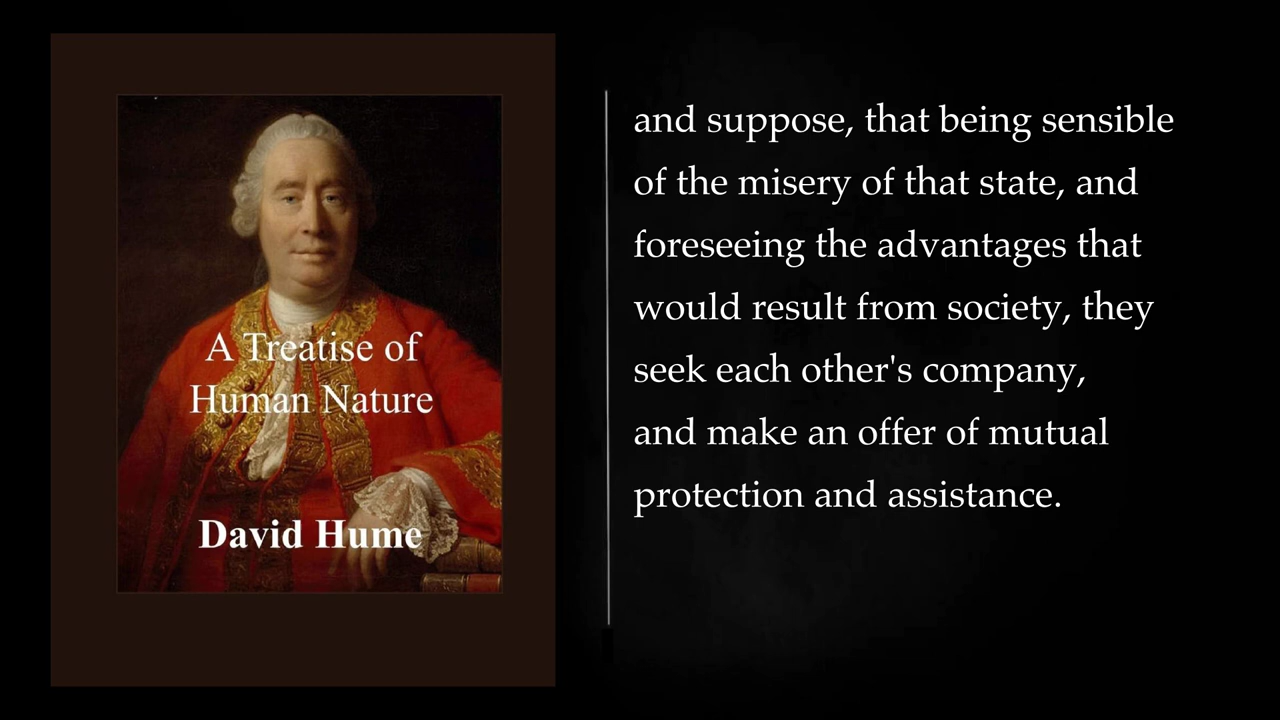 A Treatise of
Human Nature
David Hume
and suppose, that being sensible
of the misery of that state, and
foreseeing the advantages that
would result from society, they
seek each other's company,
and make an offer of mutual
protection and assistance.